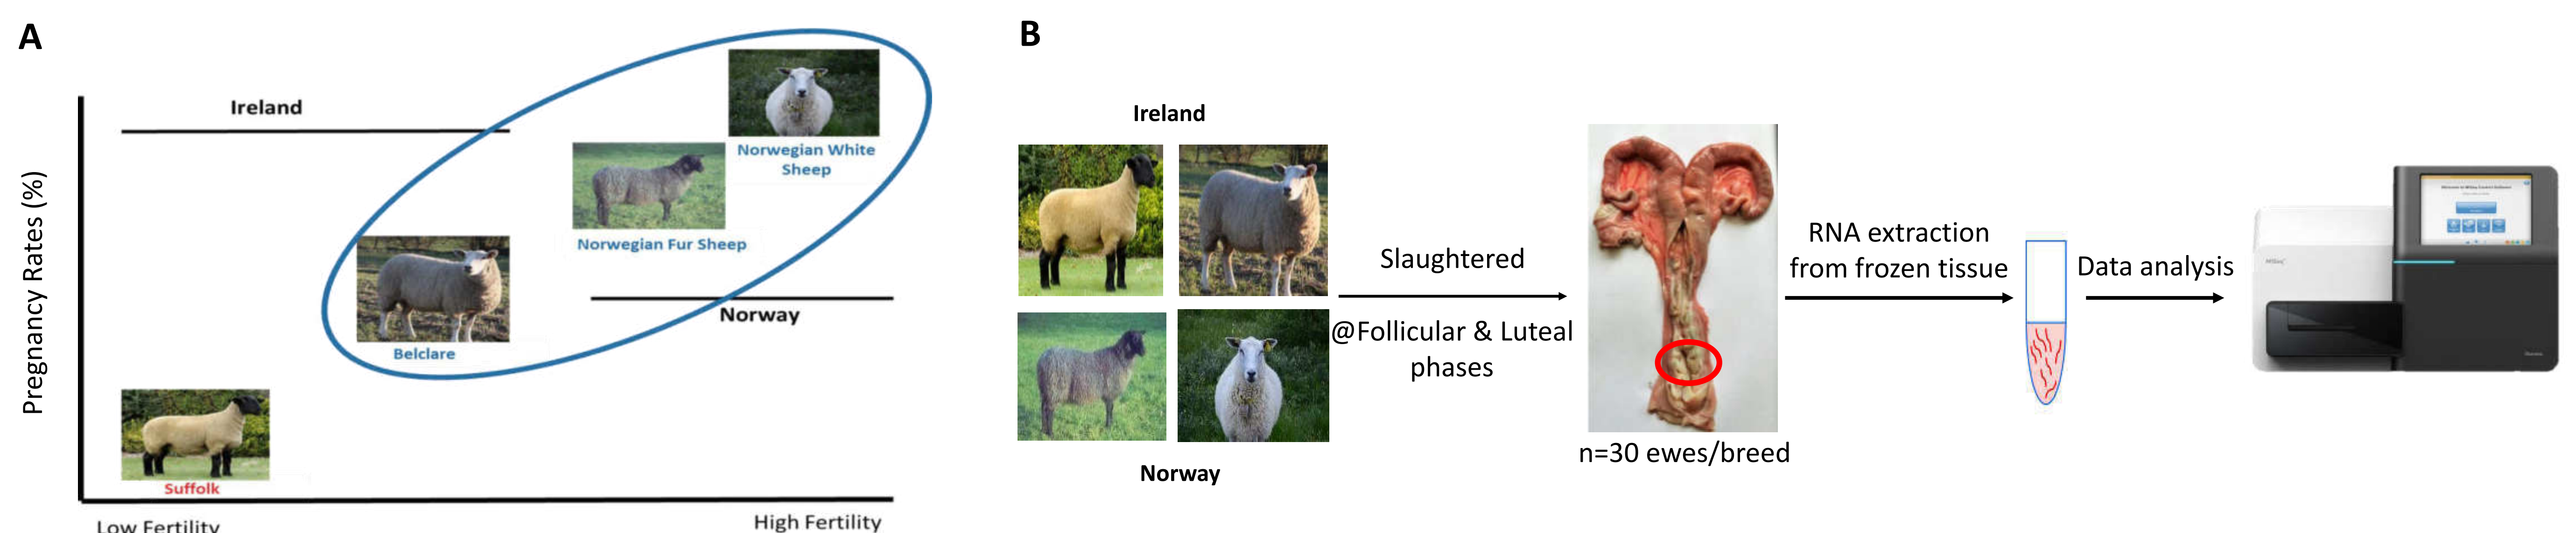 A
Ireland
Norwegian White
Sheep
Norwegian Fur Sheep
Norway
Belclare
Suffolk
Pregnancy Rates (%)
Low Fertility
High Fertility
B
Ireland
Norway
Slaughtered
@Follicular & Luteal
phases
n=30 ewes/breed
RNA extraction
from frozen tissue
Data analysis
MiSeq